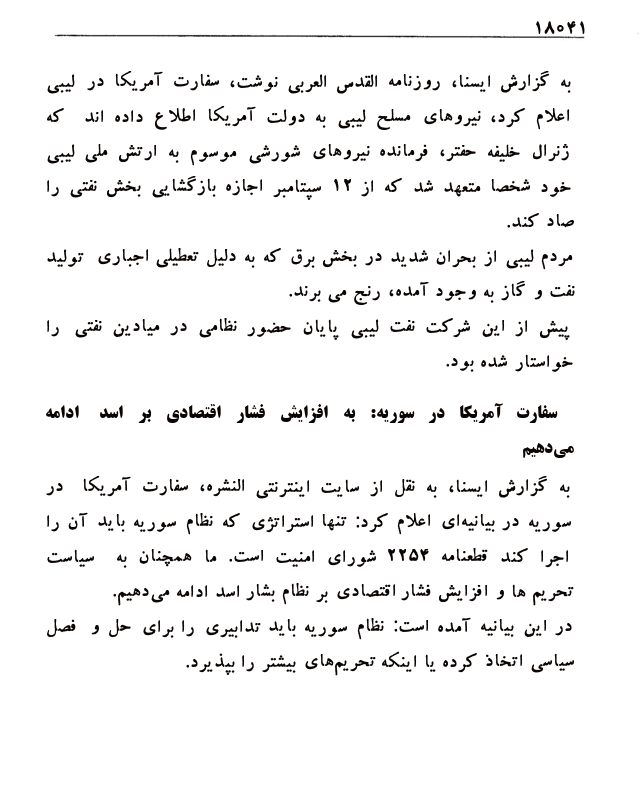 ۱۸۰۴۱
به گزارش ایسنا، روزنامه القدس العربی نوشت، سفارت آمریکا در لیبی
اعلام کرد، نیروهای مسلح لیبی به دولت آمریکا اطلاع داده اند که
ژنرال خلیفه حفتر، فرمانده نیروهای شورشی موسوم به ارتش ملی لیبی
خود شخصا متعهد شد که از ۱۲ سپتامبر اجازه بازگشایی بخش نفتی را
صاد کند.
مردم لیبی از بحران شدید در بخش برق که به دلیل تعطیلی اجباری تولید
نفت و گاز به وجود آمده، رنج می برند.
پیش از این شرکت نفت لیبی پایان حضور نظامی در میادین نفتی را
خواستار شده بود.
سفارت آمریکا در سوریه: به افزایش فشار اقتصادی بر اسد ادامه
می‌دهیم
به گزارش ایسنا، به نقل از سایت اینترنتی النشره، سفارت آمریکا در
سوریه در بیانیه‌ای اعلام کرد: تنها استراتژی که نظام سوریه باید آن را
اجرا کند قطعنامه ۲۲۵۴ شورای امنیت است. ما همچنان به سیاست
تحریم ها و افزایش فشار اقتصادی بر نظام بشار اسد ادامه می‌دهیم.
در این بیانیه آمده است: نظام سوریه باید تدابیری را برای حل و فصل
سیاسی اتخاذ کرده یا اینکه تحریم‌های بیشتر را بپذیرد.